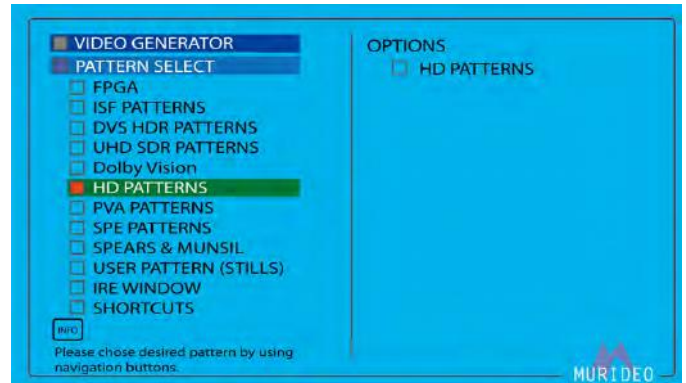 VIDEO GENERATOR
PATTERN SELECT
FPGA
ISF PATTERNS
DVS HDR PATTERNS
UHD SDR PATTERNS
Dolby Vision
HD PATTERNS
PVA PATTERNS
SPE PATTERNS
SPEARS & MUNSIL
USER PATTERN (STILLS)
IRE WINDOW
SHORTCUTS
INFO
Please chose desired pattern by using
navigation buttons.
OPTIONS
HD PATTERNS
MURIDEO